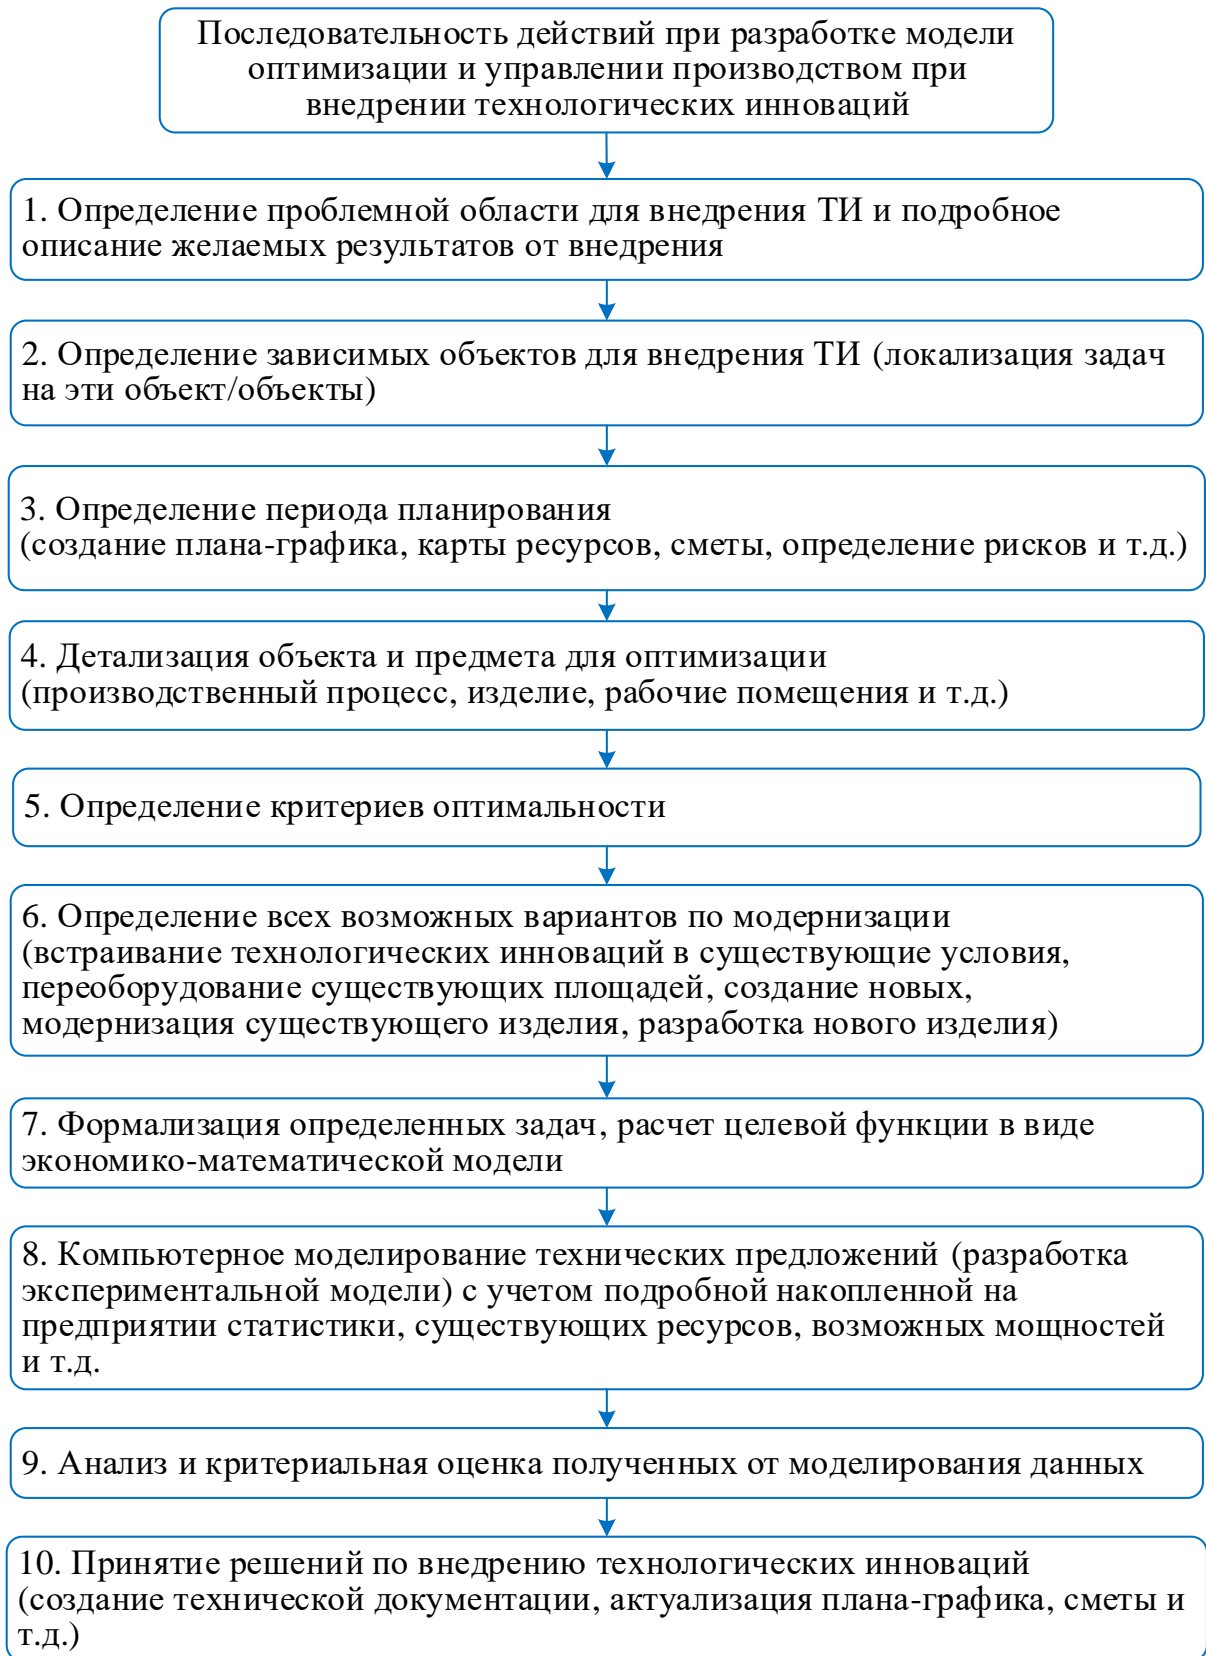 Последовательность действий при разработке модели
оптимизации и управлении производством при
внедрении технологических инноваций
1. Определение проблемной области для внедрения ТИ и подробное
описание желаемых результатов от внедрения
2. Определение зависимых объектов для внедрения ТИ (локализация задач
на эти объект/объекты)
3. Определение периода планирования
(создание плана-графика, карты ресурсов, сметы, определение рисков и т.д.)
4. Детализация объекта и предмета для оптимизации
(производственный процесс, изделие, рабочие помещения и т.д.)
5. Определение критериев оптимальности
6. Определение всех возможных вариантов по модернизации
(встраивание технологических инноваций в существующие условия,
переоборудование существующих площадей, создание новых,
модернизация существующего изделия, разработка нового изделия)
7. Формализация определенных задач, расчет целевой функции в виде
экономико-математической модели
8. Компьютерное моделирование технических предложений (разработка
экспериментальной модели) с учетом подробной накопленной на
предприятии статистики, существующих ресурсов, возможных мощностей
и т.д.
9. Анализ и критериальная оценка полученных от моделирования данных
10. Принятие решений по внедрению технологических инноваций
(создание технической документации, актуализация плана-графика, сметы и
т.д.)